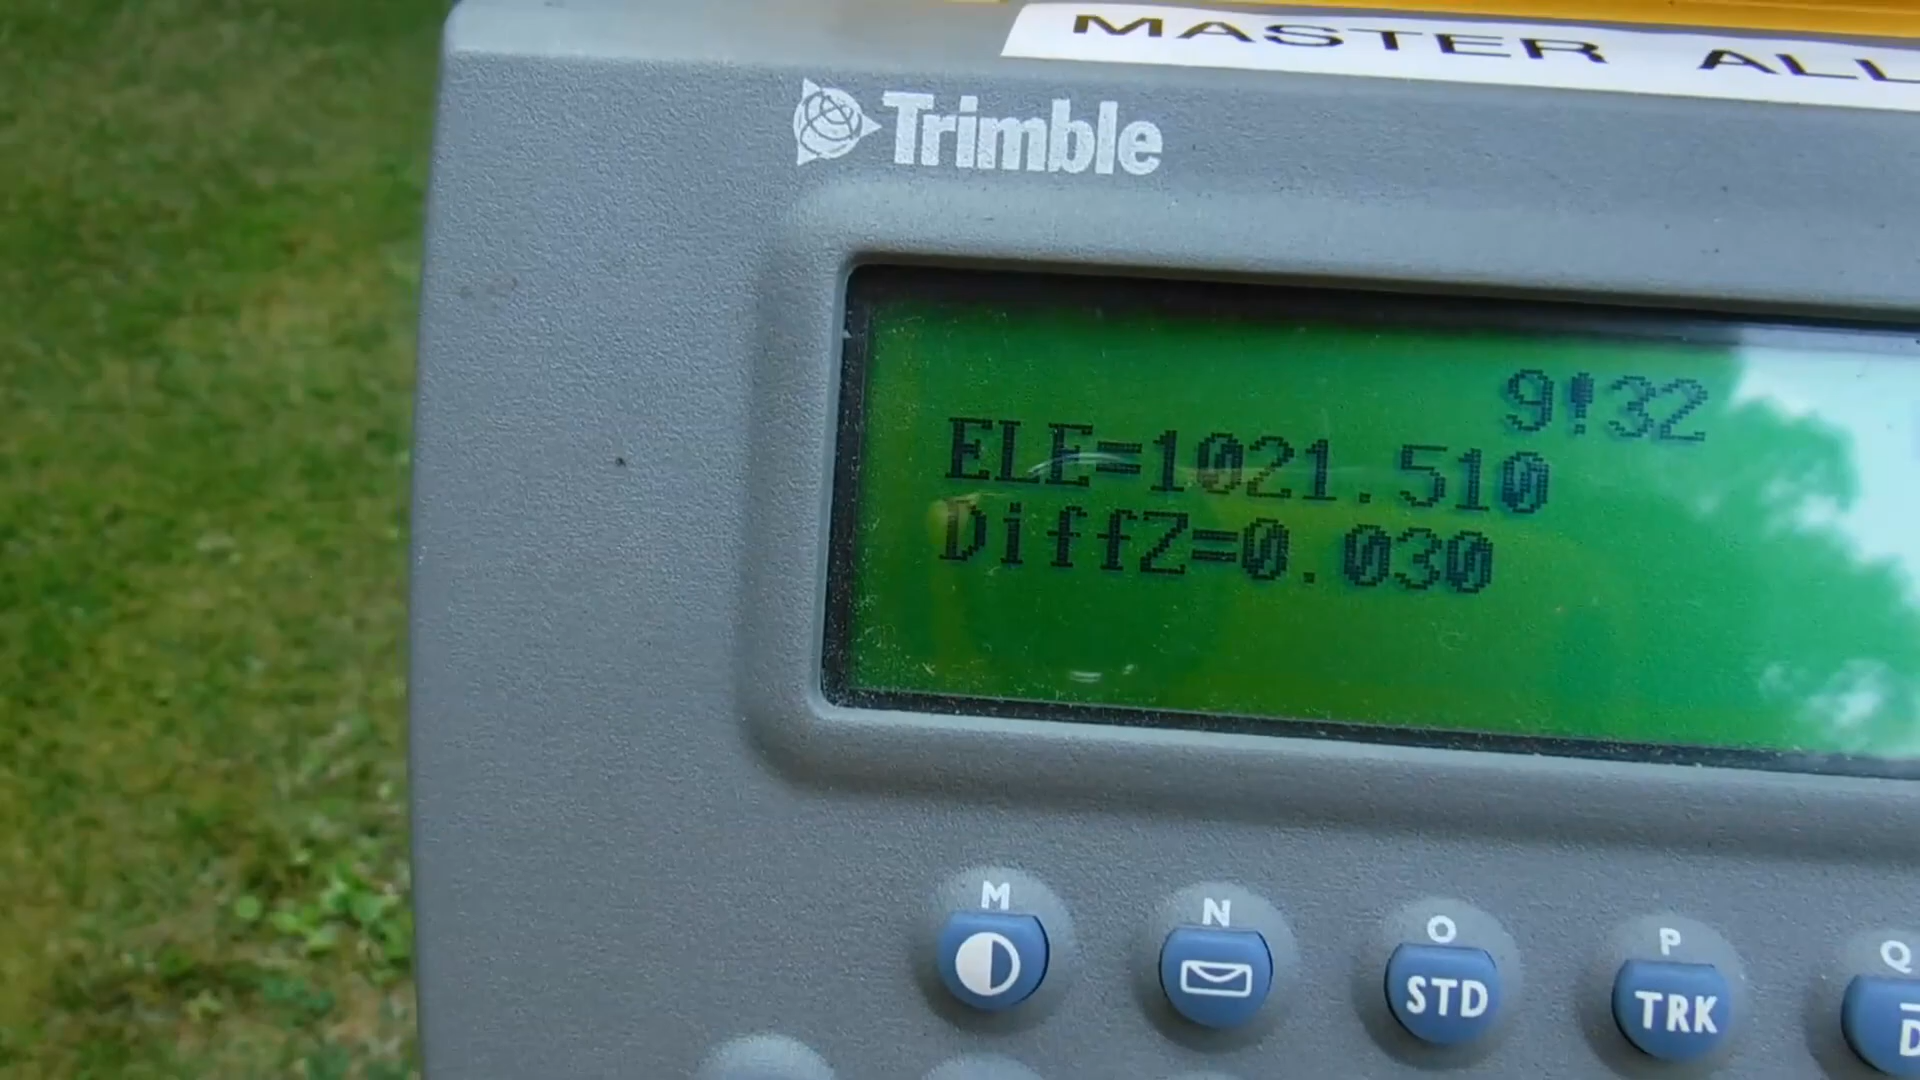 MASTER ALL
Trimble
9!32
ELE=1021.510
DiffZ=0.030
M
N
O
P
Q
STD
TRK